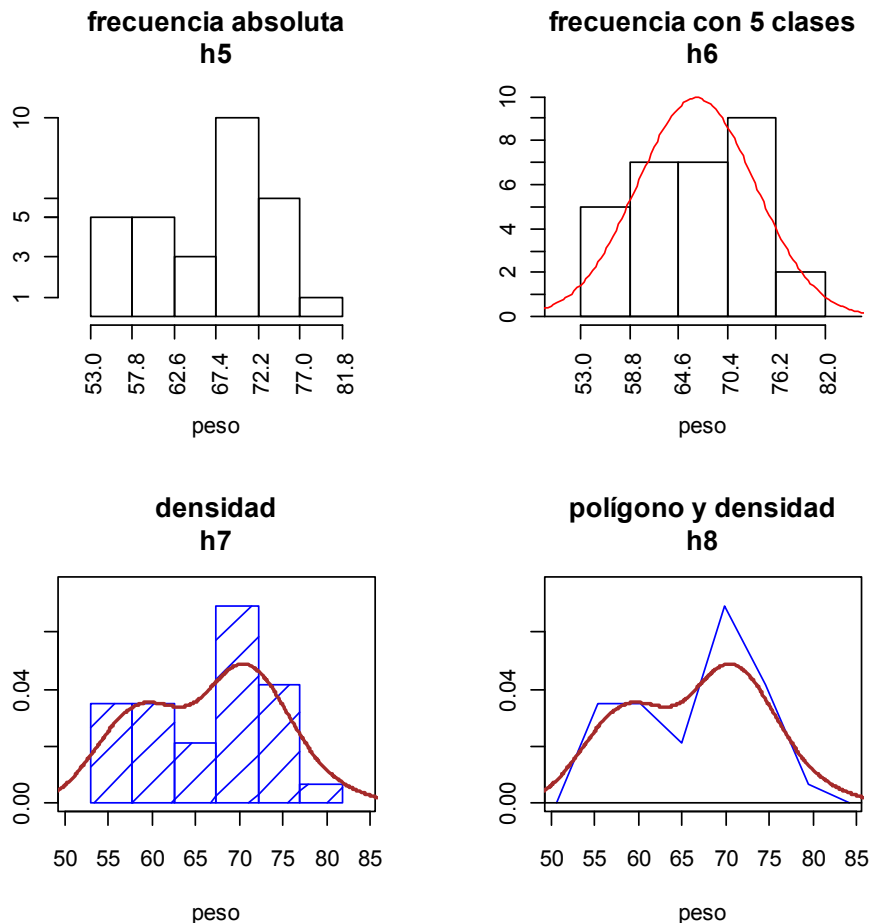 frecuencia absoluta
h5
10
5
3
1
53.0 57.8 62.6 67.4 72.2 77.0 81.8
peso
frecuencia con 5 clases
h6
10
8
6
4
2
0
53.0 58.8 64.6 70.4 76.2 82.0
peso
densidad
h7
0.04
0.00
50 55 60 65 70 75 80 85
peso
polígono y densidad
h8
0.04
0.00
50 55 60 65 70 75 80 85
peso